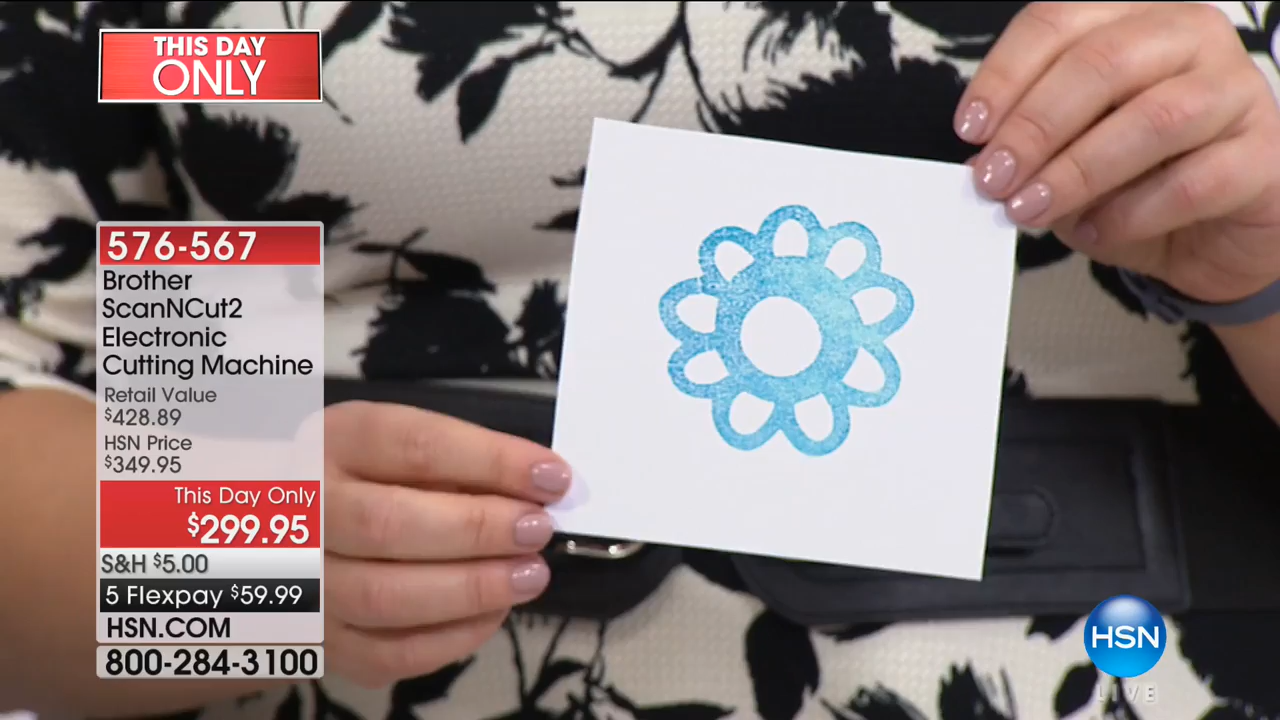 THIS DAY
ONLY
576-567
Brother
ScanNCut2
Electronic
Cutting Machine
Retail Value
$428.89
HSN Price
$349.95
This Day Only
$299.95
S&H $5.00
5 Flexpay $59.99
HSN.COM
800-284-3100
HSN
LIVE